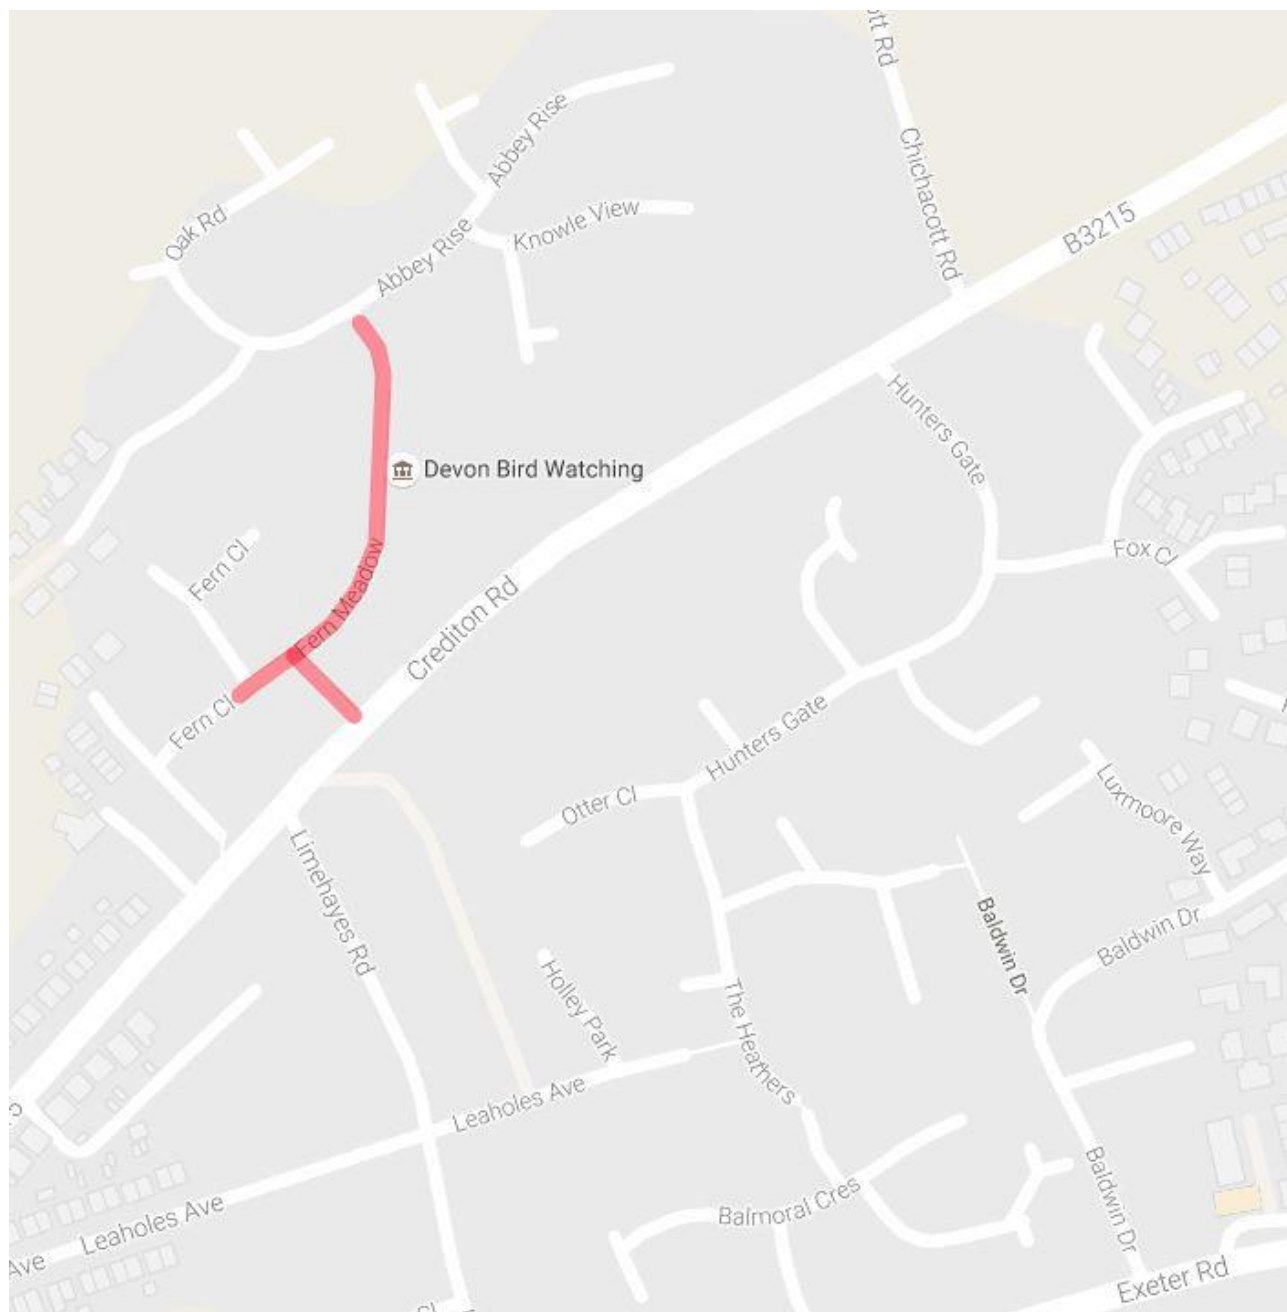 ott Rd
Abbey Rise
Abbey Rise
Chichacott Rd
B3215
Oak Rd
Knowle View
Hunters Gate
Devon Bird Watching
Fern Cl
Fern Meadow
Fox Cl
Crediton Rd
Fern Cl
Hunters Gate
Otter Cl
Luxmoore Way
Limehayes Rd
Baldwin Dr
Baldwin Dr
Holley Park
The Heathers
Leaholes Ave
Baldwin Dr
Balmoral Cres
Leaholes Ave
Ave
Exeter Rd